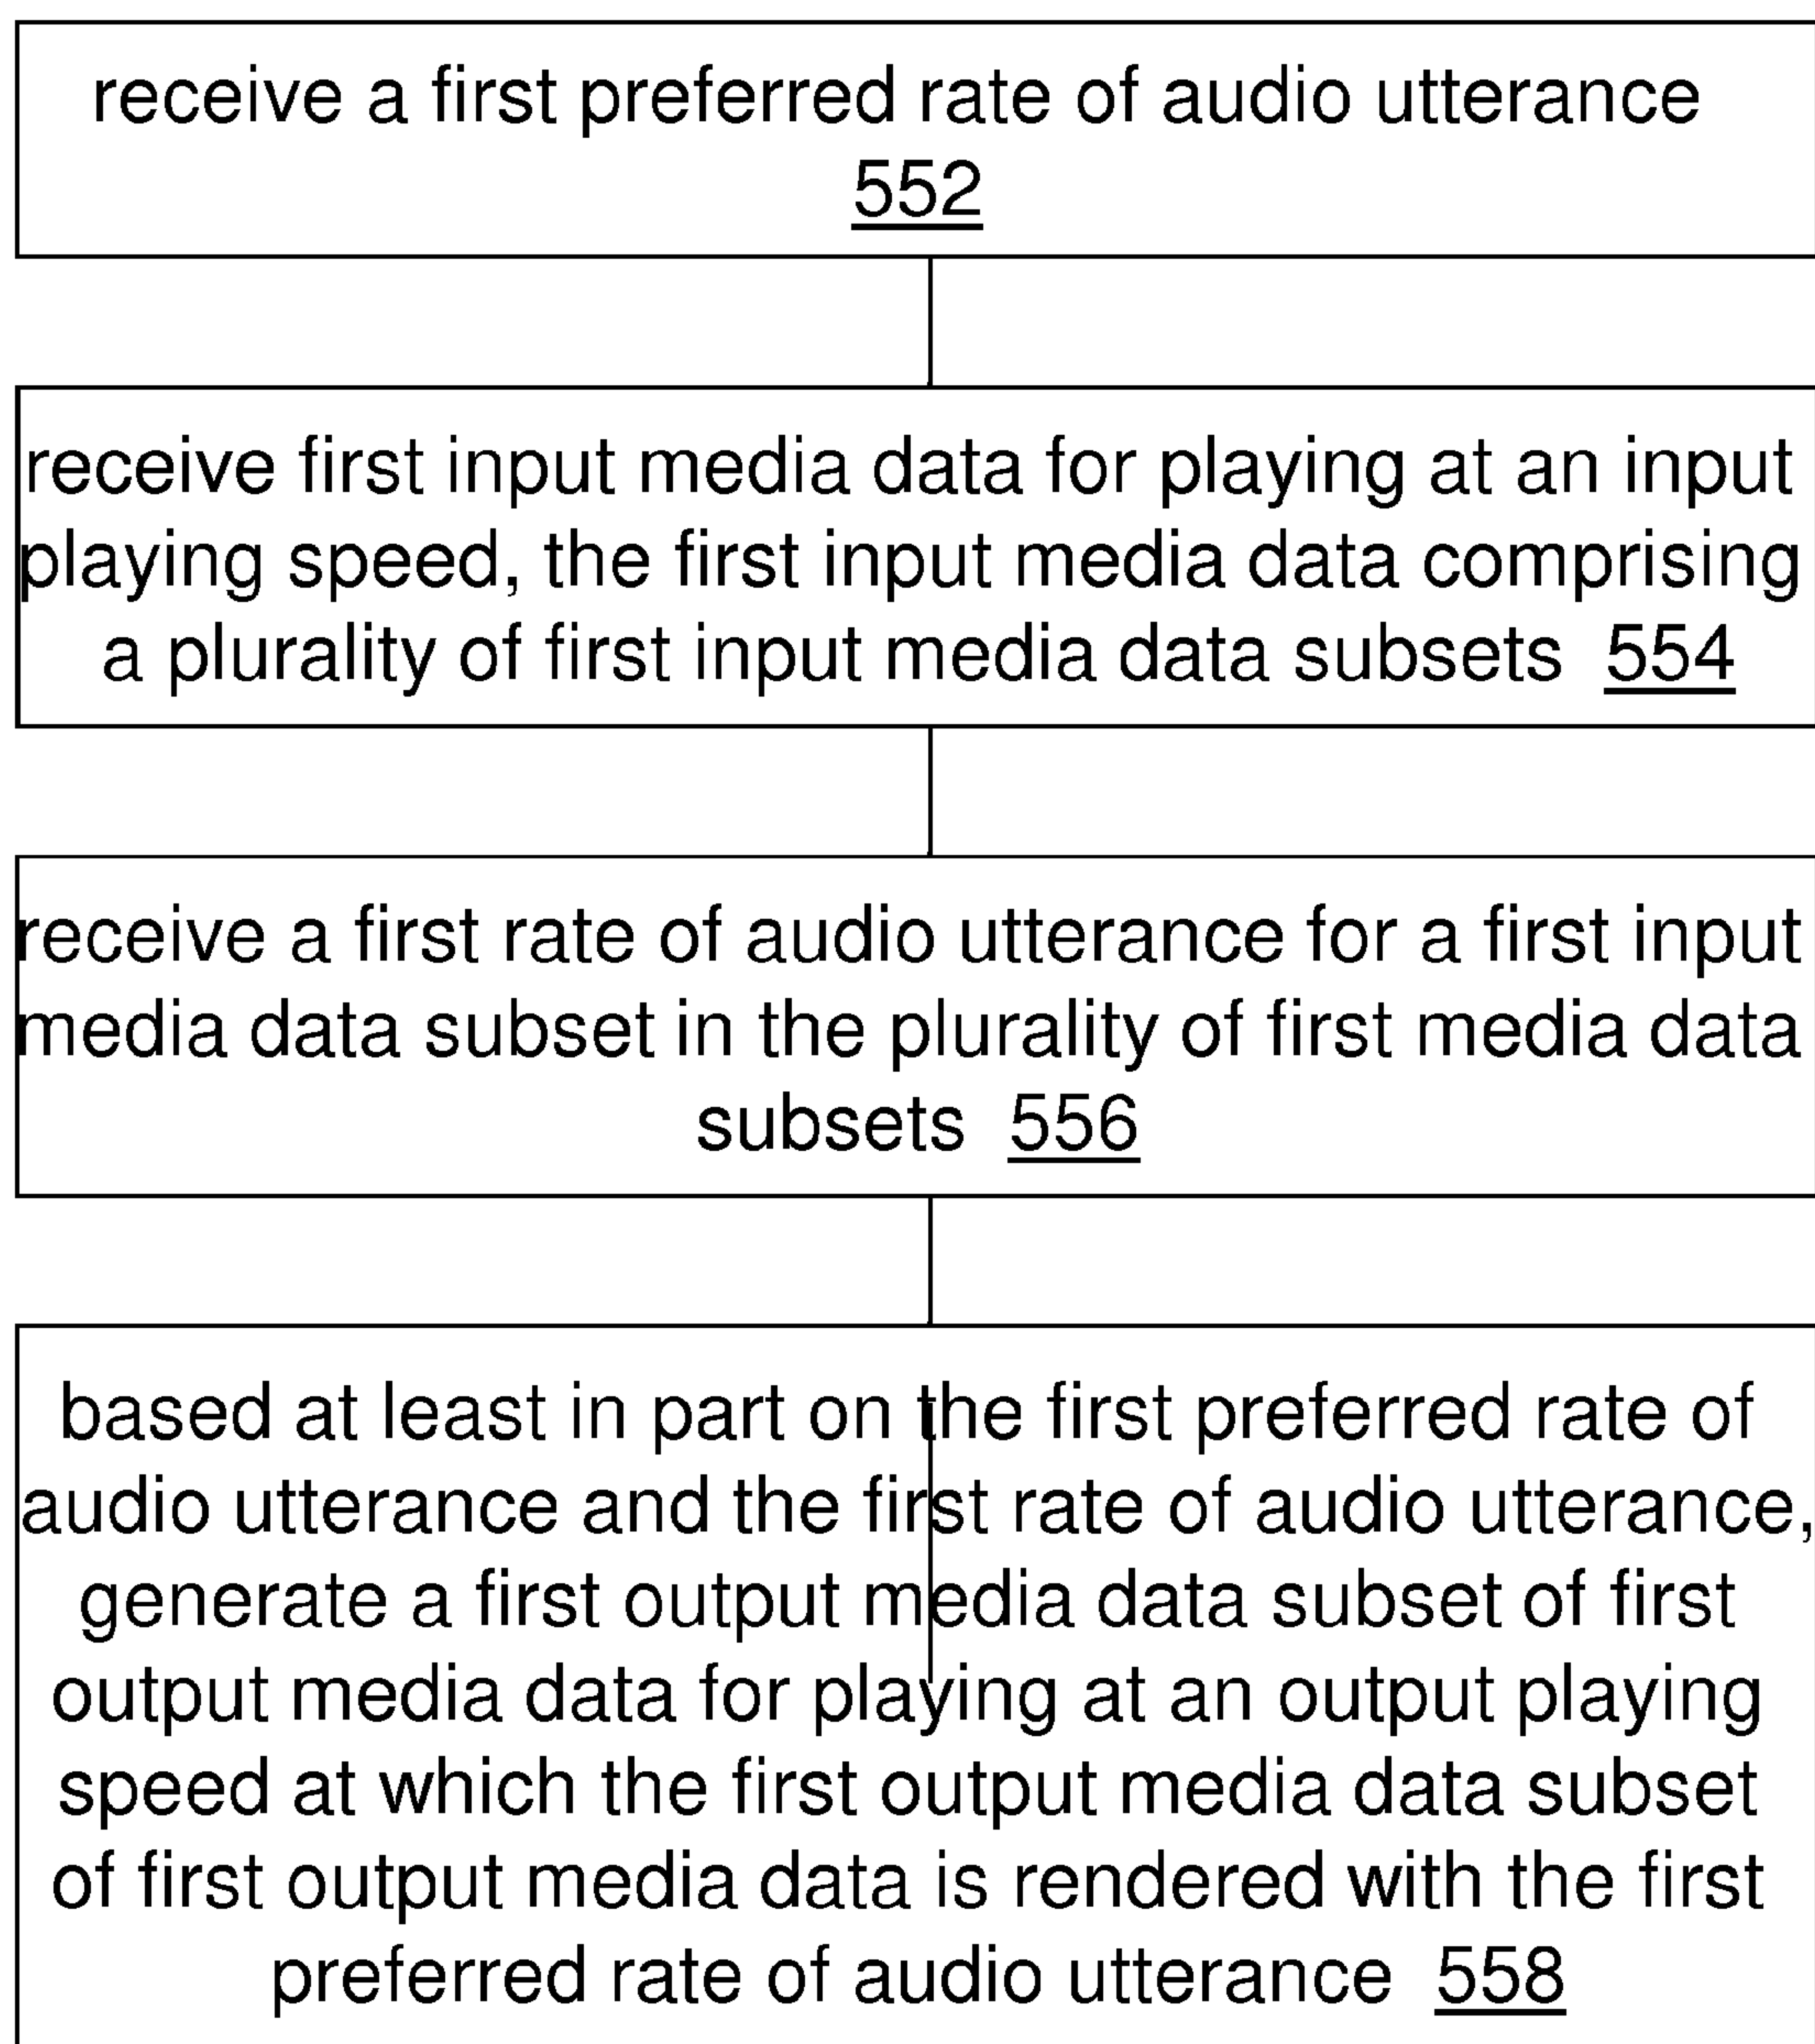 receive a first preferred rate of audio utterance
552
receive first input media data for playing at an input
playing speed, the first input media data comprising
a plurality of first input media data subsets 554
receive a first rate of audio utterance for a first input
media data subset in the plurality of first media data
subsets 556
based at least in part on the first preferred rate of
audio utterance and the first rate of audio utterance,
generate a first output media data subset of first
output media data for playing at an output playing
speed at which the first output media data subset
of first output media data is rendered with the first
preferred rate of audio utterance 558